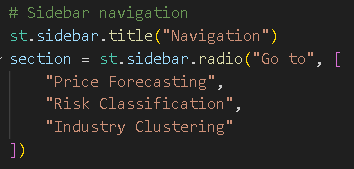 # Sidebar navigation
st.sidebar.title("Navigation")
section = st.sidebar.radio("Go to", [
    "Price Forecasting",
    "Risk Classification",
    "Industry Clustering"
])